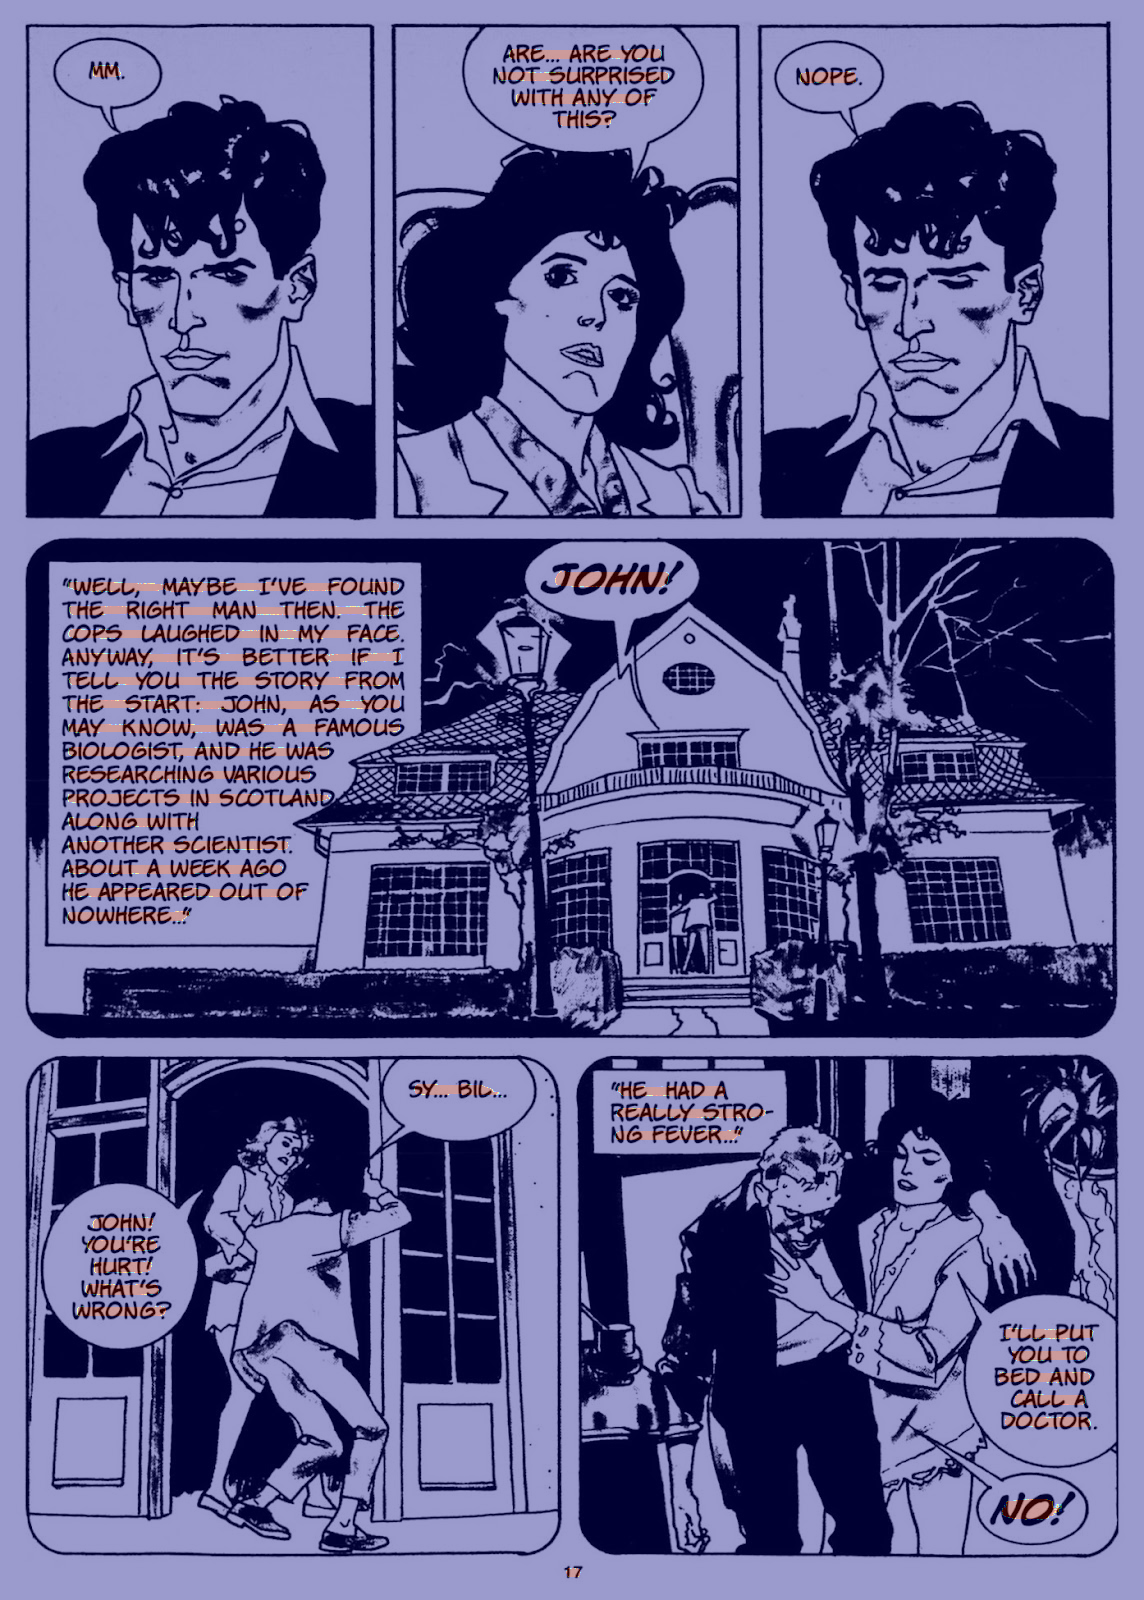 MM.
ARE... ARE YOU
NOT SURPRISED
WITH ANY OF
THIS?
NOPE.
"WELL, MAYBE I'VE FOUND
THE RIGHT MAN THEN. THE
COPS LAUGHED IN MY FACE.
ANYWAY, IT'S BETTER IF I
TELL YOU THE STORY FROM
THE START: JOHN, AS YOU
MAY KNOW, WAS A FAMOUS
BIOLOGIST, AND HE WAS
RESEARCHING VARIOUS
PROJECTS IN SCOTLAND
ALONG WITH
ANOTHER SCIENTIST.
ABOUT A WEEK AGO
HE APPEARED OUT OF
NOWHERE..."
JOHN!
SY... BIL...
JOHN!
YOU'RE
HURT!
WHAT'S
WRONG?
"HE HAD A
REALLY STRO-
NG FEVER..."
I'LL PUT
YOU TO
BED AND
CALL A
DOCTOR.
NO!
17